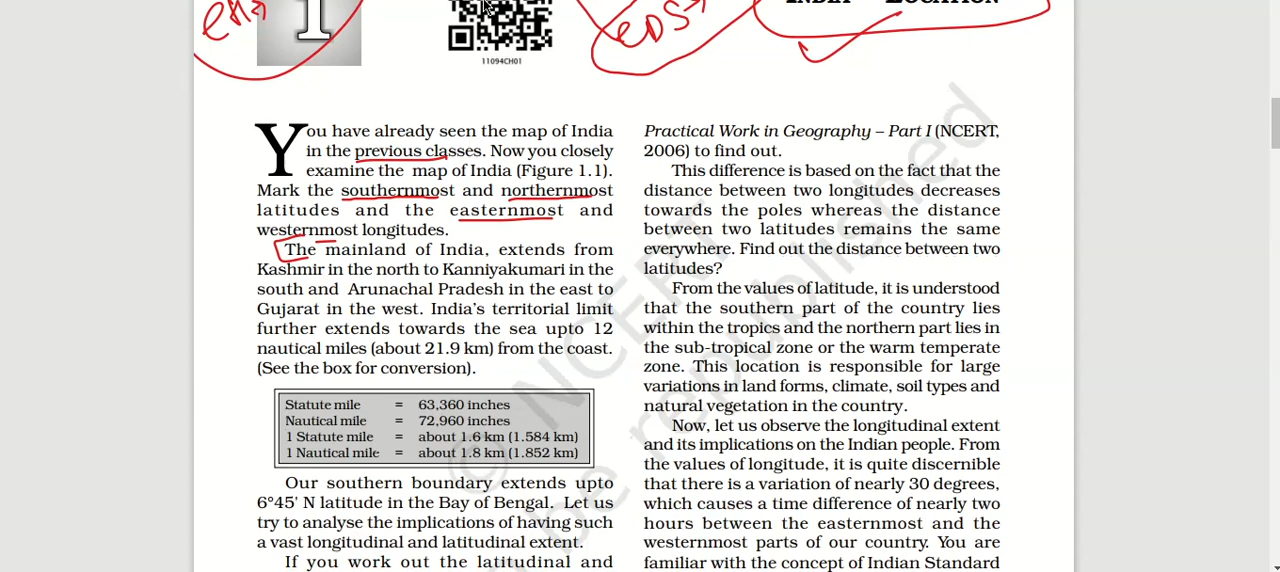 1
11094CH01
INDIA – LOCATION
You have already seen the map of India
in the previous classes. Now you closely
examine the map of India (Figure 1.1).
Mark the southernmost and northernmost
latitudes and the easternmost and
westernmost longitudes.
The mainland of India, extends from
Kashmir in the north to Kanniyakumari in the
south and Arunachal Pradesh in the east to
Gujarat in the west. India's territorial limit
further extends towards the sea upto 12
nautical miles (about 21.9 km) from the coast.
(See the box for conversion).
Statute mile = 63,360 inches
Nautical mile = 72,960 inches
1 Statute mile = about 1.6 km (1.584 km)
1 Nautical mile = about 1.8 km (1.852 km)
Our southern boundary extends upto
6°45' N latitude in the Bay of Bengal. Let us
try to analyse the implications of having such
a vast longitudinal and latitudinal extent.
If you work out the latitudinal and
Practical Work in Geography – Part I (NCERT,
2006) to find out.
This difference is based on the fact that the
distance between two longitudes decreases
towards the poles whereas the distance
between two latitudes remains the same
everywhere. Find out the distance between two
latitudes?
From the values of latitude, it is understood
that the southern part of the country lies
within the tropics and the northern part lies in
the sub-tropical zone or the warm temperate
zone. This location is responsible for large
variations in land forms, climate, soil types and
natural vegetation in the country.
Now, let us observe the longitudinal extent
and its implications on the Indian people. From
the values of longitude, it is quite discernible
that there is a variation of nearly 30 degrees,
which causes a time difference of nearly two
hours between the easternmost and the
westernmost parts of our country. You are
familiar with the concept of Indian Standard
© NCERT
be republished